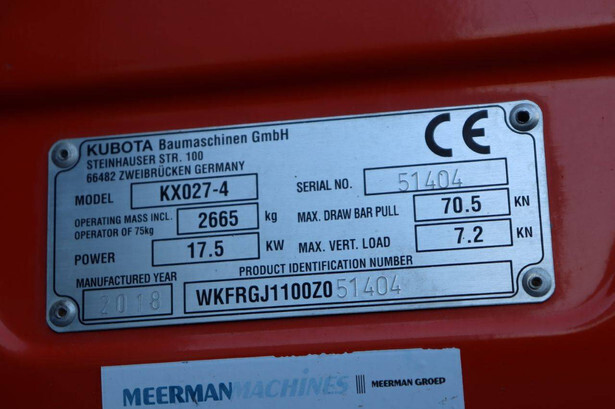 KUBOTA Baumaschinen GmbH
STEINHAUSER STR. 100
66482 ZWEIBRÜCKEN GERMANY
CE
MODEL KX027-4
SERIAL NO. 51404
OPERATING MASS INCL. OPERATOR OF 75kg 2665 kg
MAX. DRAW BAR PULL 70.5 KN
POWER 17.5 KW
MAX. VERT. LOAD 7.2 KN
MANUFACTURED YEAR 2018
PRODUCT IDENTIFICATION NUMBER
WKFRGJ1100Z051404
MEERMANMACHINES ||| MEERMAN GROEP